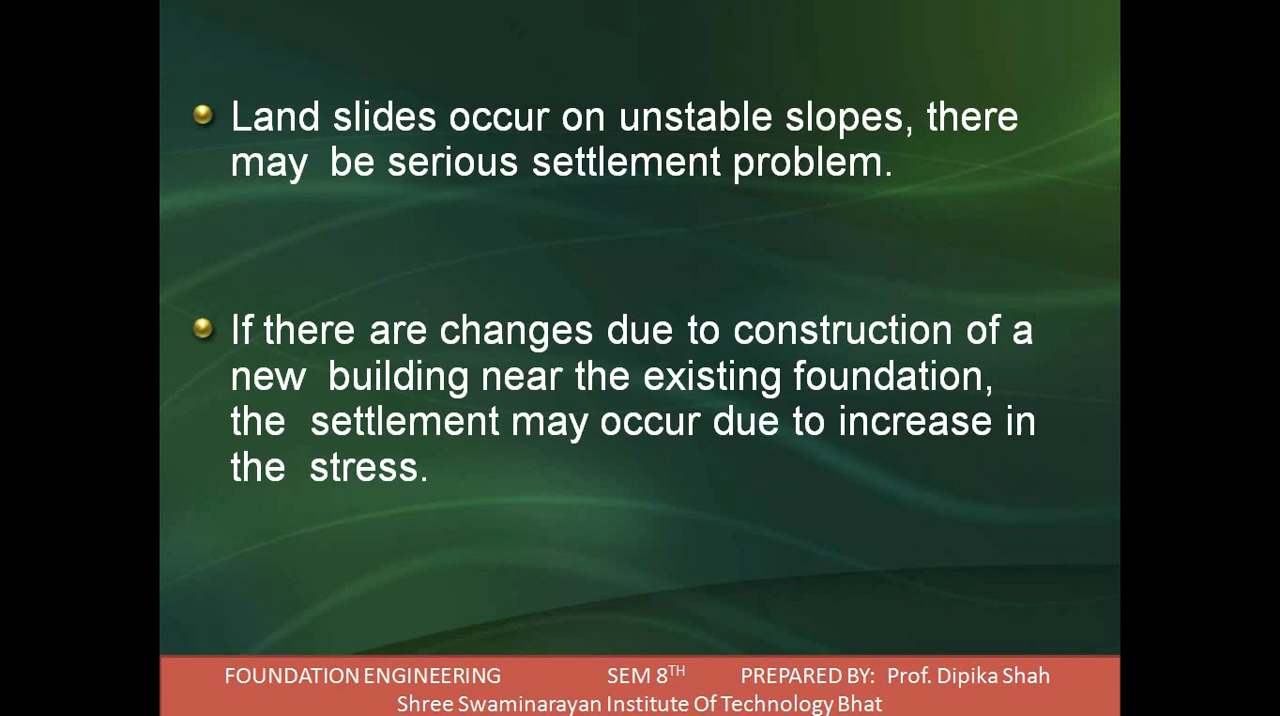 Land slides occur on unstable slopes, there
may be serious settlement problem.
If there are changes due to construction of a
new building near the existing foundation,
the settlement may occur due to increase in
the stress.
FOUNDATION ENGINEERING SEM 8TH PREPARED BY: Prof. Dipika Shah
Shree Swaminarayan Institute Of Technology Bhat